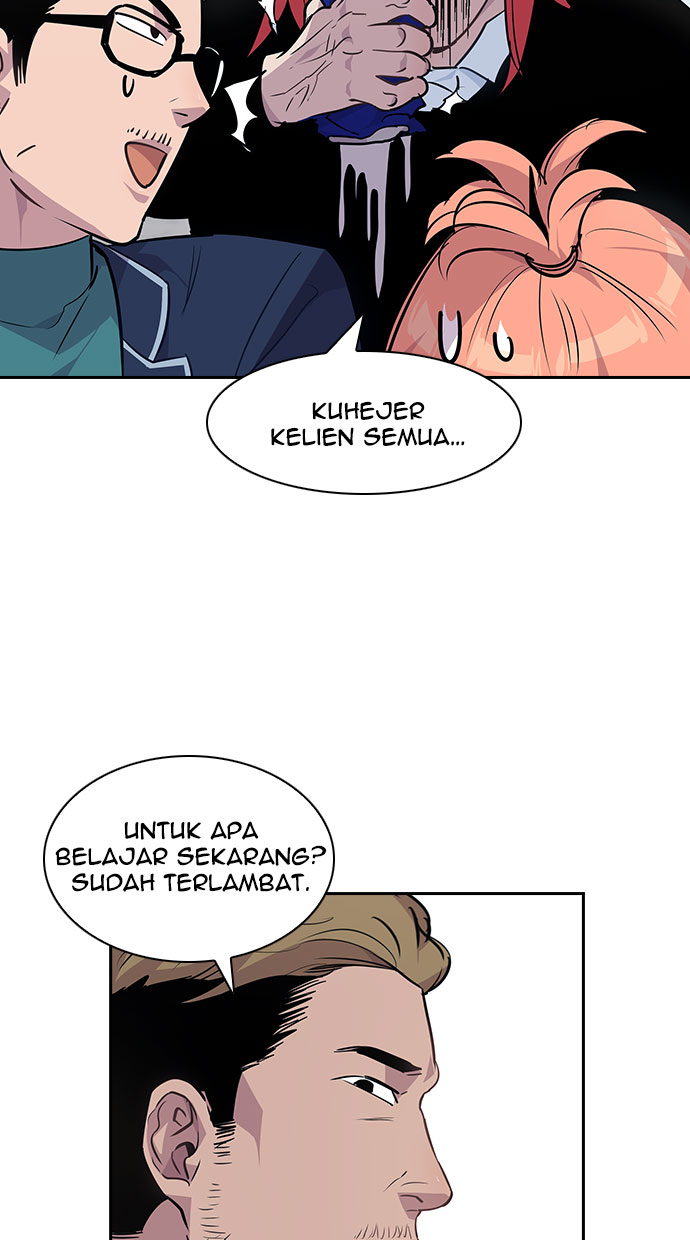 KUHEJER
KELIEN SEMUA...
UNTUK APA
BELAJAR SEKARANG?
SUDAH TERLAMBAT.